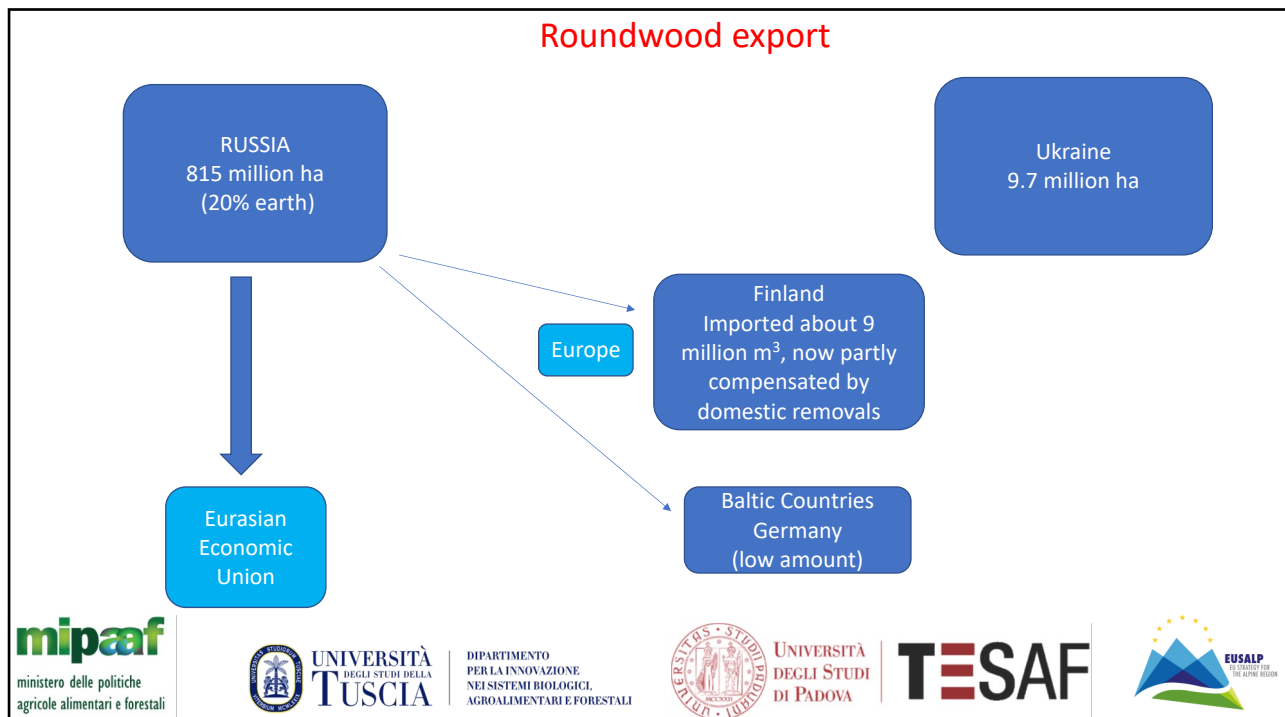 Roundwood export
RUSSIA
815 million ha
(20% earth)
Ukraine
9.7 million ha
Finland
Imported about 9
million m³, now partly
compensated by
domestic removals
Europe
Eurasian
Economic
Union
Baltic Countries
Germany
(low amount)
mipaaf
ministero delle politiche
agricole alimentari e forestali
UNIVERSITÀ
DEGLI STUDI DELLA
TUSCIA
DIPARTIMENTO
PER LA INNOVAZIONE
NEI SISTEMI BIOLOGICI,
AGROALIMENTARI E FORESTALI
UNIVERSITÀ
DEGLI STUDI
DI PADOVA
TESAF
EUSALP
EU STRATEGY FOR
THE ALPINE REGION